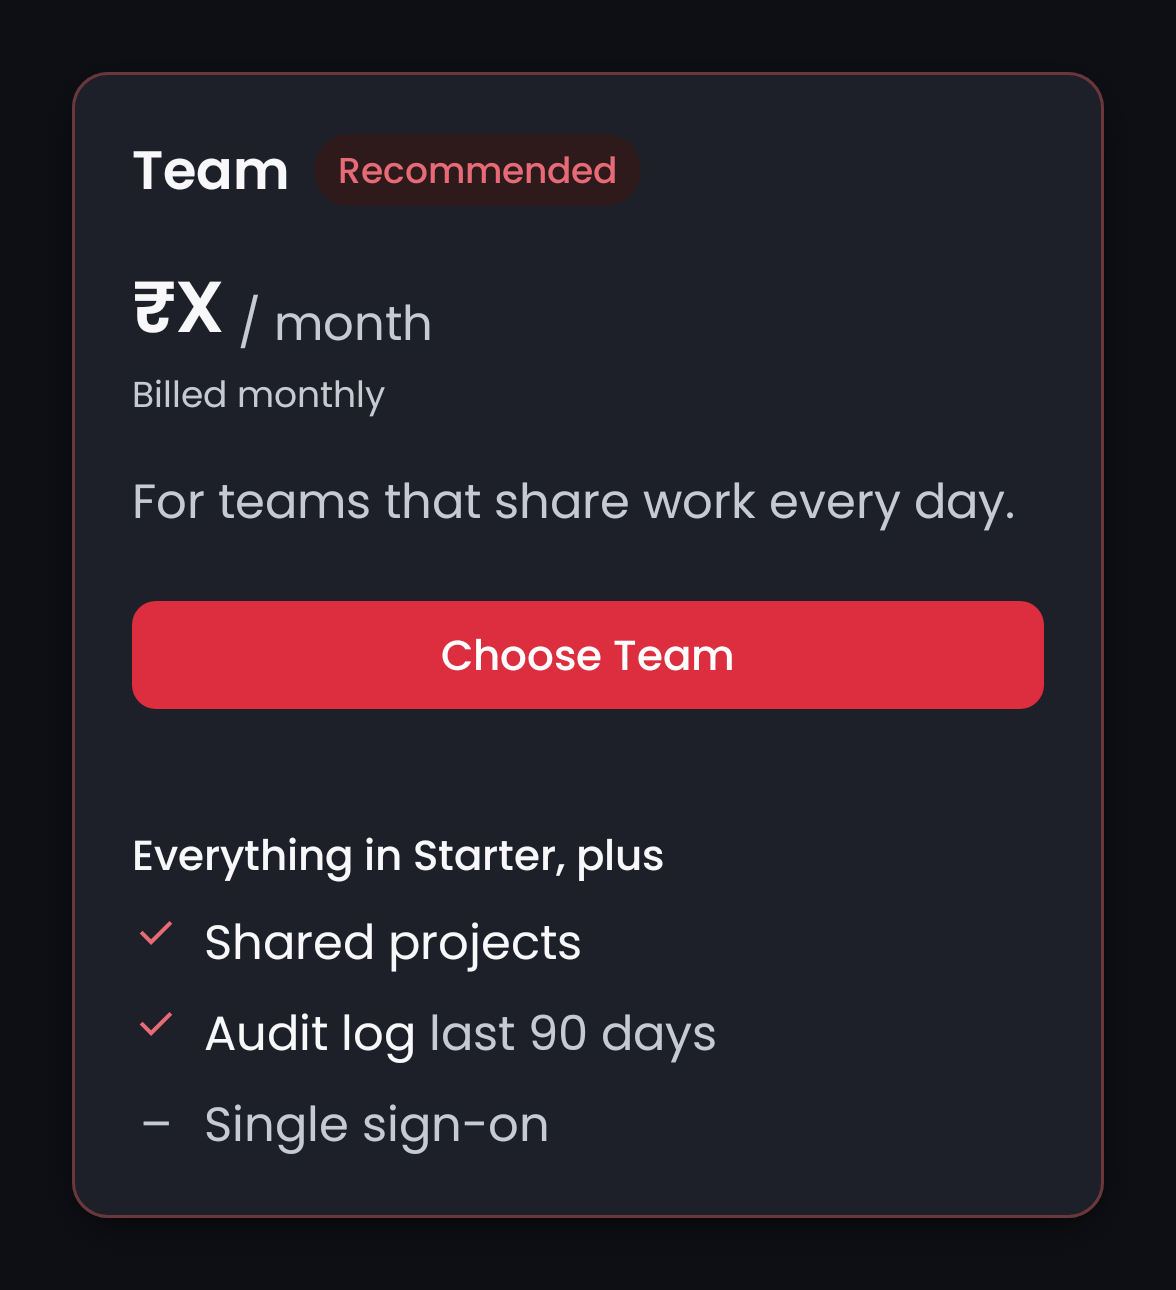 Team Recommended
₹X / month
Billed monthly
For teams that share work every day.
Choose Team
Everything in Starter, plus
Shared projects
Audit log last 90 days
Single sign-on